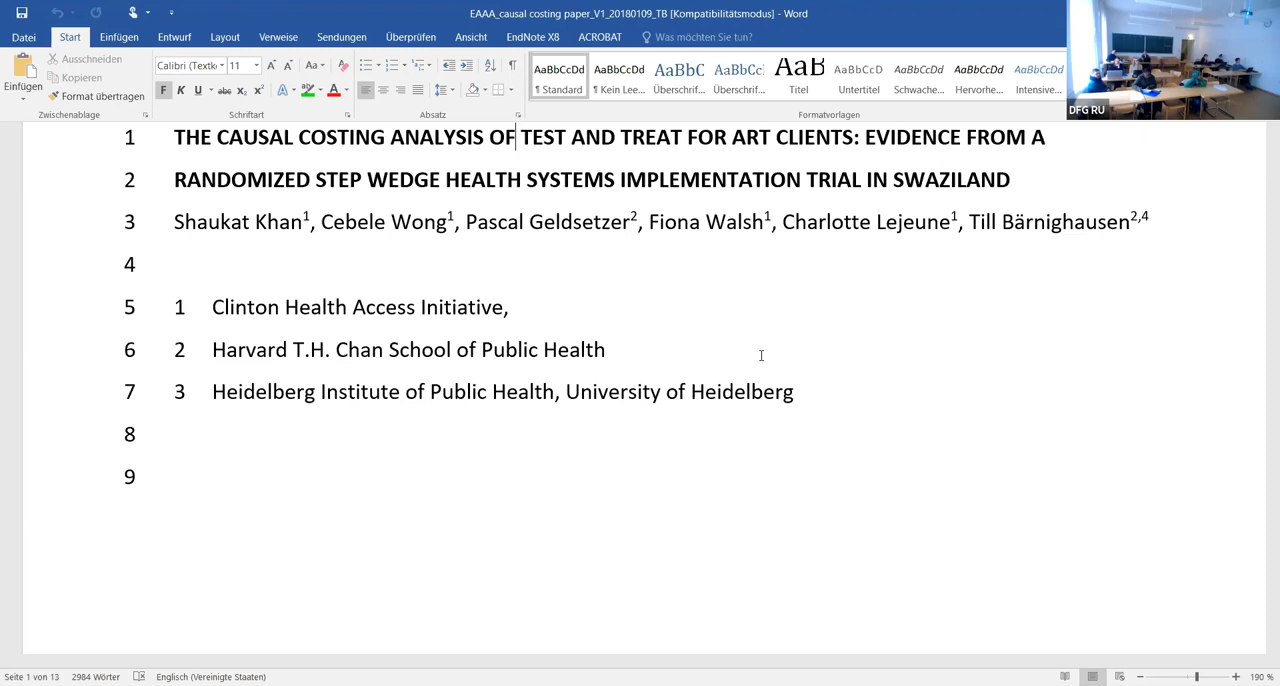 EAAA_causal costing paper_V1_20180109_TB [Kompatibilitätsmodus] - Word
Datei Start Einfügen Entwurf Layout Verweise Sendungen Überprüfen Ansicht EndNote X8 ACROBAT Was möchten Sie tun?
Einfügen
Ausschneiden
Kopieren
Format übertragen
Zwischenablage
Calibri (Textk 11
Aa
F K U abc x₂ x²
Schriftart
Absatz
AaBbCcDd AaBbCcDd AaBbC AaBbCc AaB AaBbCcD AaBbCcDd AaBbCcDd AaBbCcDd
¶ Standard ¶ Kein Lee... Überschrif... Überschrif... Titel Untertitel Schwache... Hervorhe... Intensive...
Formatvorlagen
DFG RU
1 THE CAUSAL COSTING ANALYSIS OF TEST AND TREAT FOR ART CLIENTS: EVIDENCE FROM A
2 RANDOMIZED STEP WEDGE HEALTH SYSTEMS IMPLEMENTATION TRIAL IN SWAZILAND
3 Shaukat Khan¹, Cebele Wong¹, Pascal Geldsetzer², Fiona Walsh¹, Charlotte Lejeune¹, Till Bärnighausen²,⁴
4
5 1 Clinton Health Access Initiative,
6 2 Harvard T.H. Chan School of Public Health
7 3 Heidelberg Institute of Public Health, University of Heidelberg
8
9
Seite 1 von 13 2984 Wörter Englisch (Vereinigte Staaten) 190 %